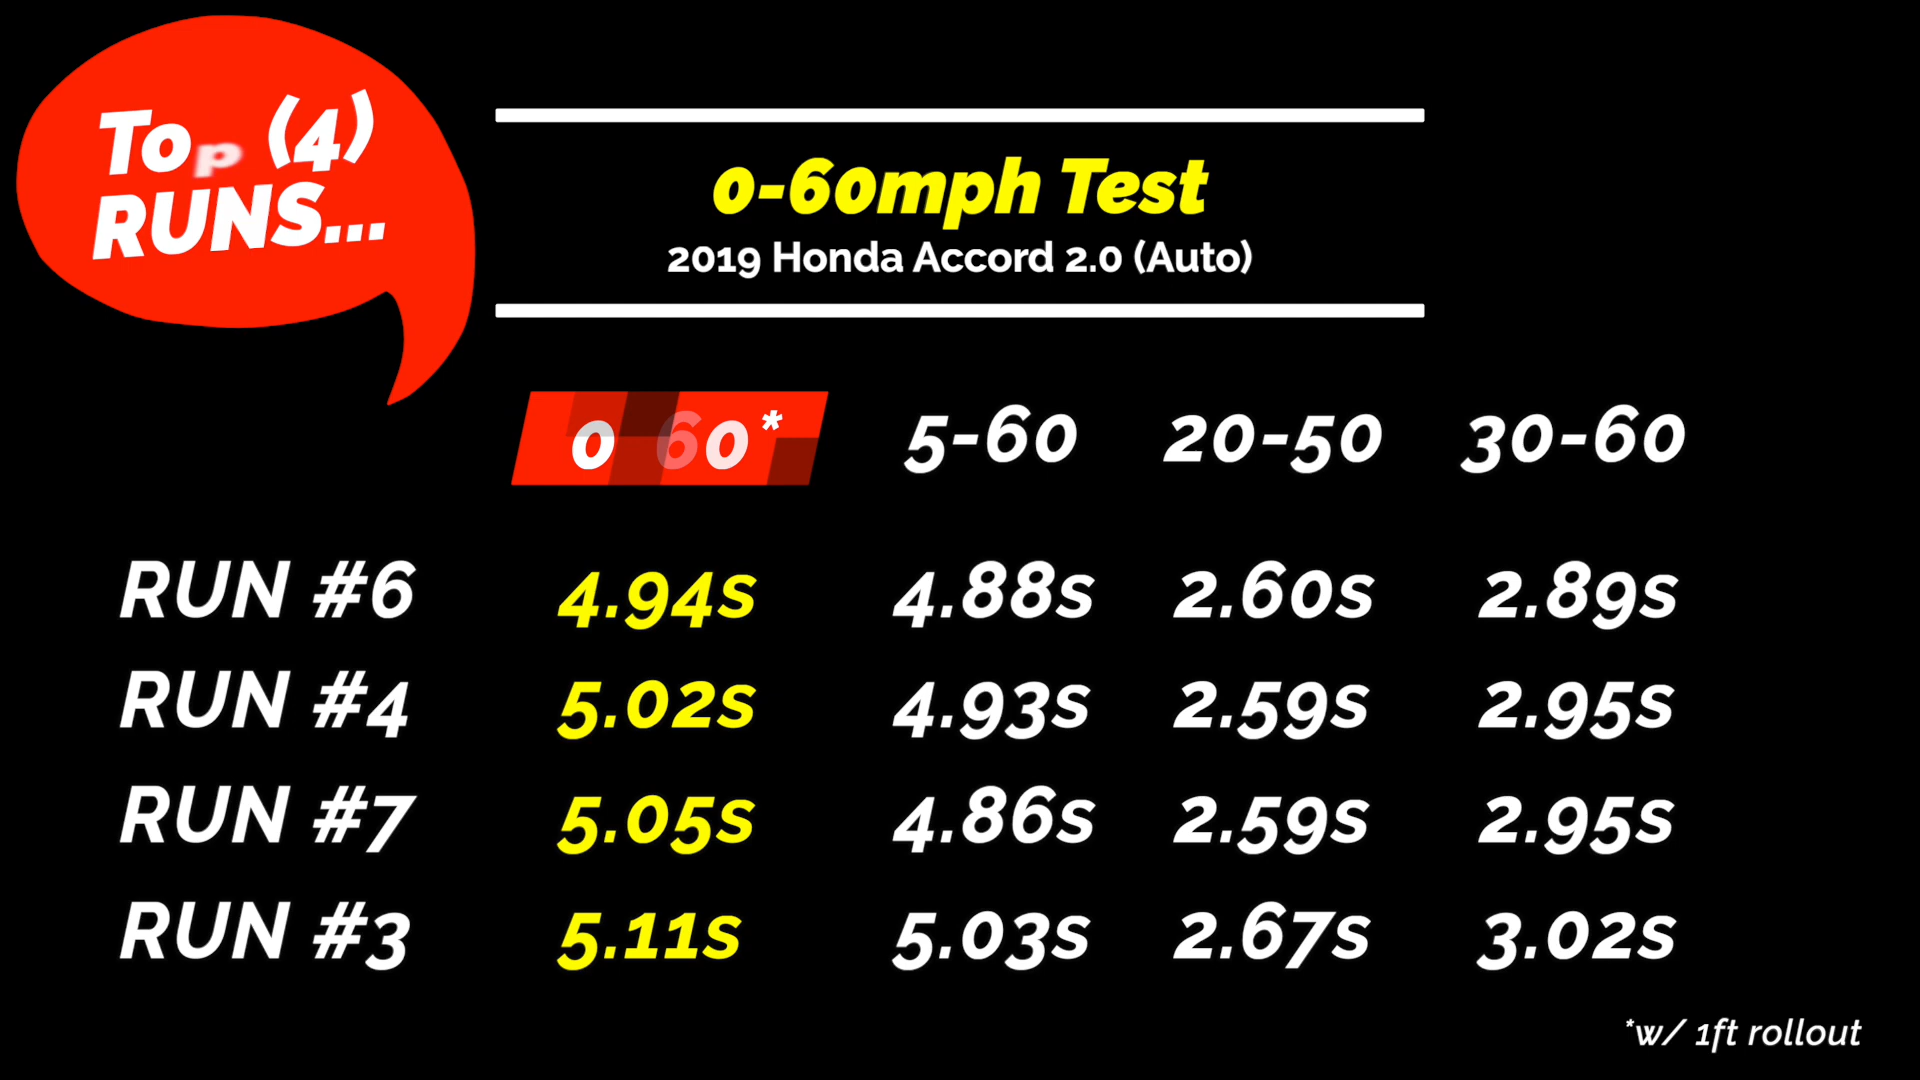 Top (4)
RUNS...
0-60mph Test
2019 Honda Accord 2.0 (Auto)
0-60* 5-60 20-50 30-60
RUN #6 4.94s 4.88s 2.60s 2.89s
RUN #4 5.02s 4.93s 2.59s 2.95s
RUN #7 5.05s 4.86s 2.59s 2.95s
RUN #3 5.11s 5.03s 2.67s 3.02s
*w/ 1ft rollout